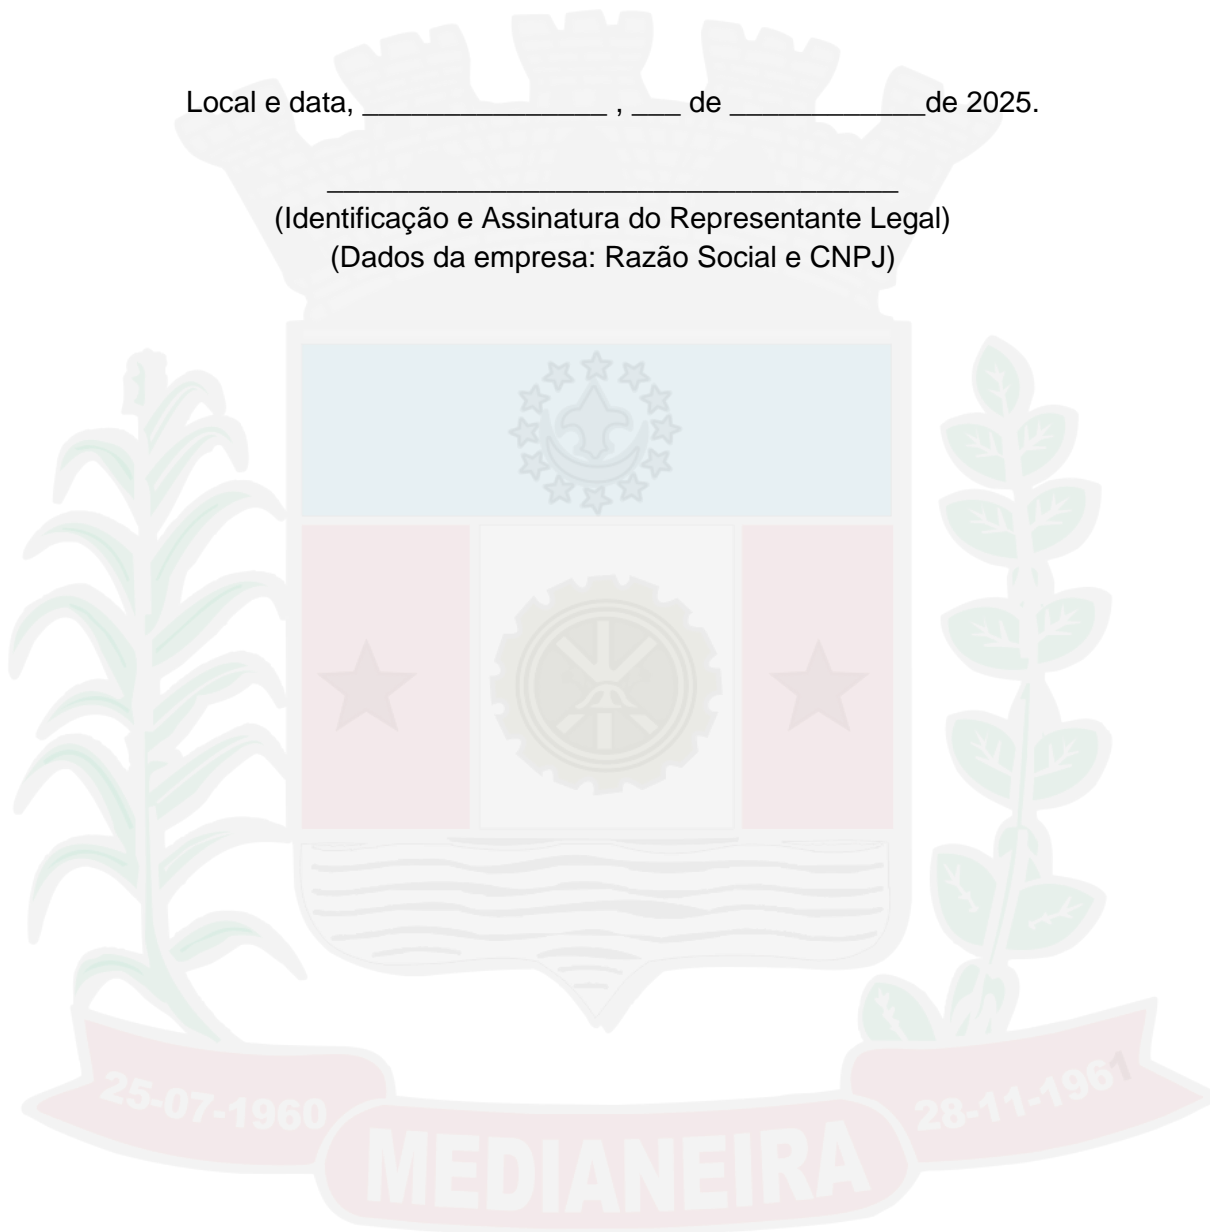 Local e data, _______________ , ___ de ____________de 2025.
___________________________________
(Identificação e Assinatura do Representante Legal)
(Dados da empresa: Razão Social e CNPJ)
25-07-1960
28-11-1961
MEDIANEIRA